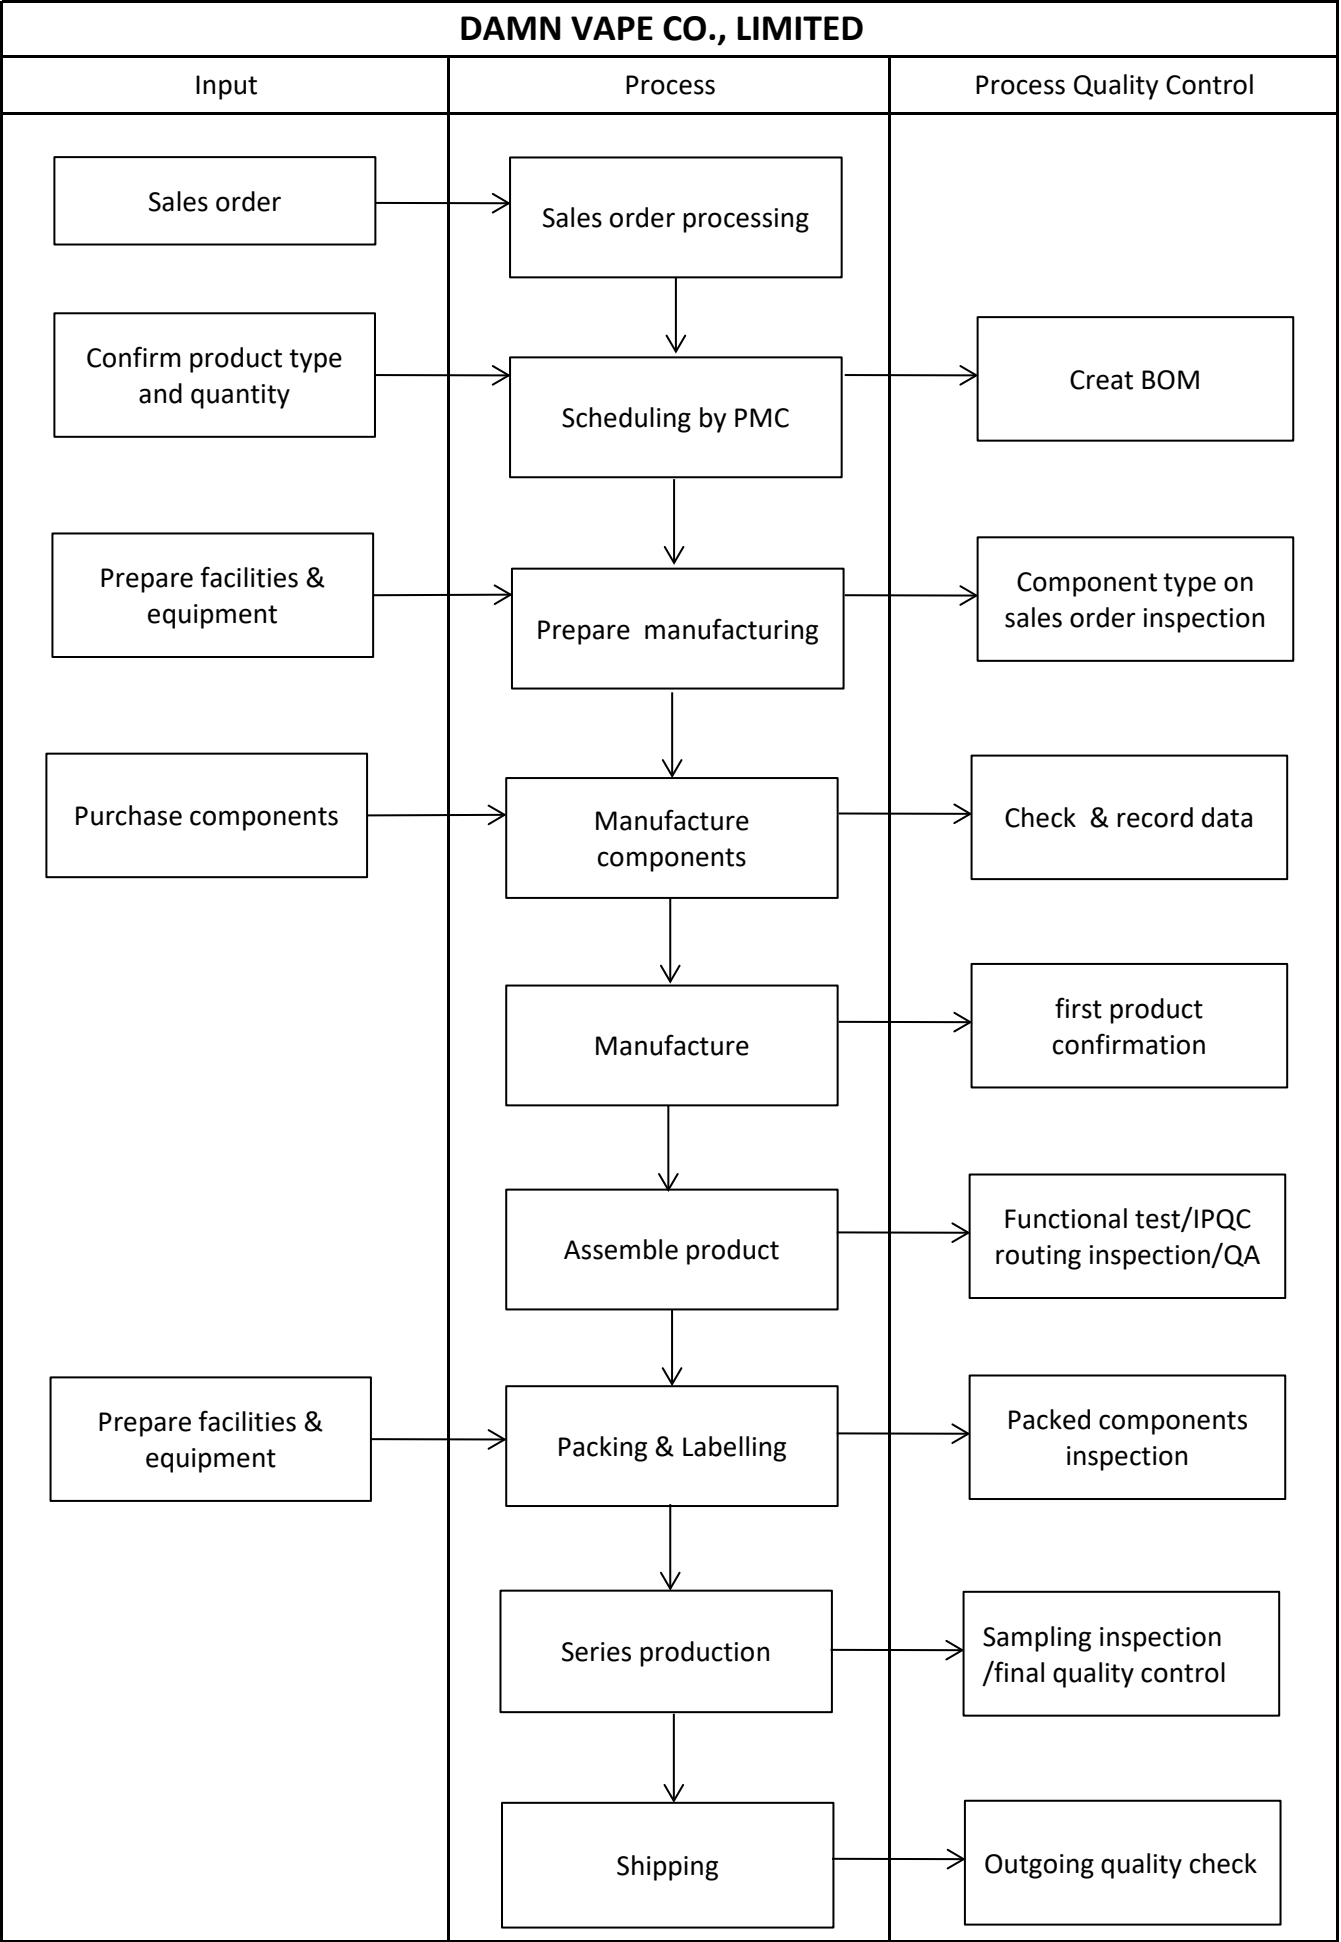 DAMN VAPE CO., LIMITED
Input
Process
Process Quality Control
Sales order
Sales order processing
Confirm product type
and quantity
Scheduling by PMC
Creat BOM
Prepare facilities &
equipment
Prepare  manufacturing
Component type on
sales order inspection
Purchase components
Manufacture
components
Check  & record data
Manufacture
first product
confirmation
Assemble product
Functional test/IPQC
routing inspection/QA
Prepare facilities &
equipment
Packing & Labelling
Packed components
inspection
Series production
Sampling inspection
/final quality control
Shipping
Outgoing quality check